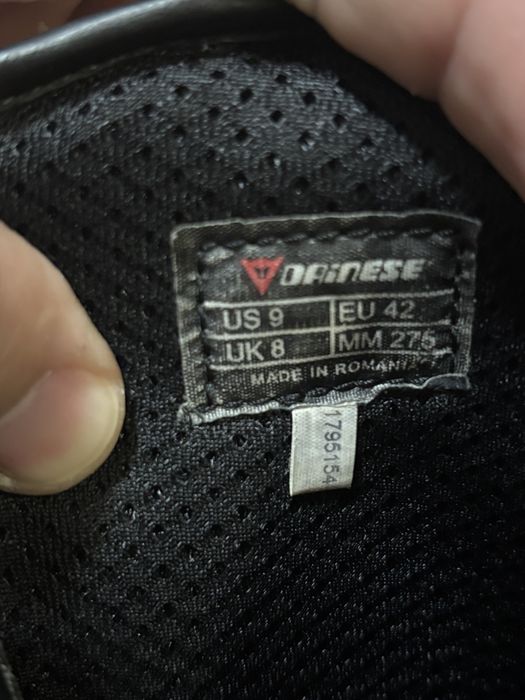 DAINESE
US 9 EU 42
UK 8 MM 275
MADE IN ROMANIA
1795154